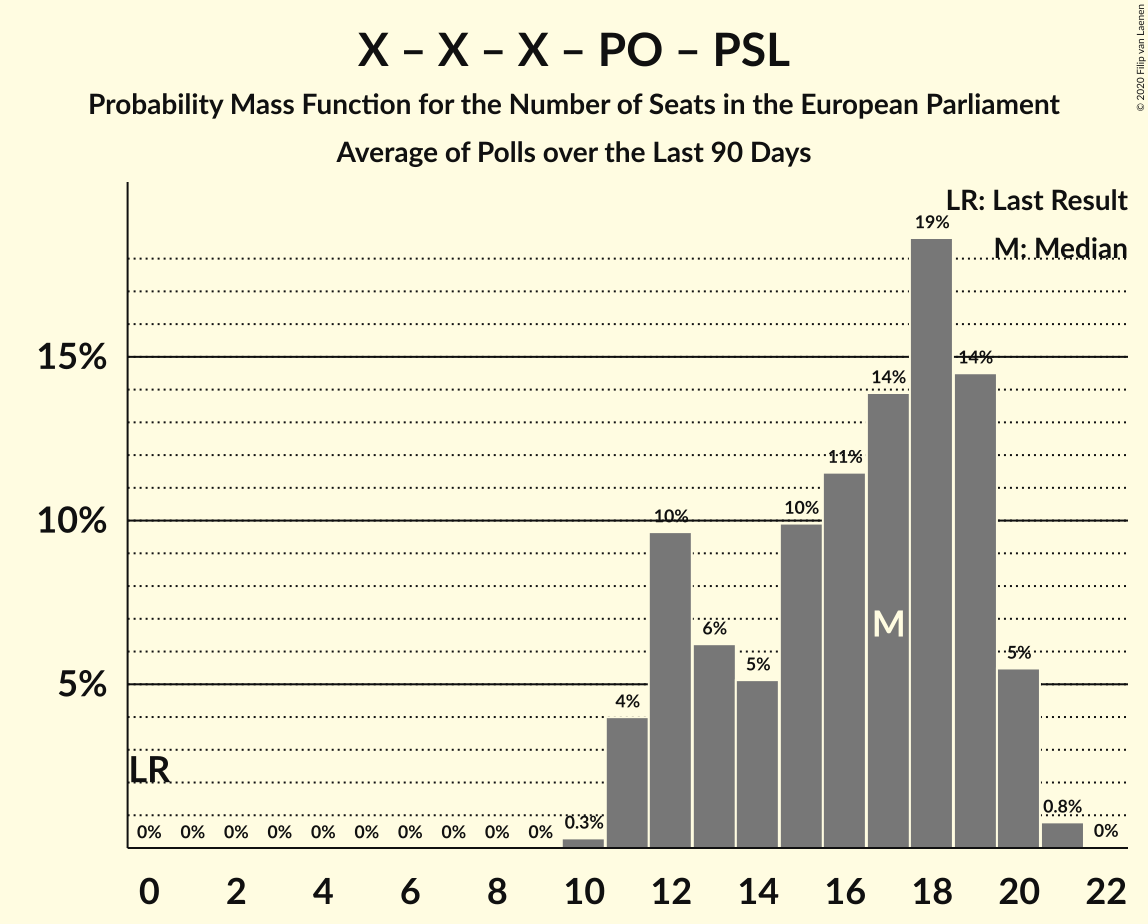 X – X – X – PO – PSL
Probability Mass Function for the Number of Seats in the European Parliament
Average of Polls over the Last 90 Days
© 2020 Filip van Laenen
LR: Last Result
M: Median
15%
10%
5%
LR
M
0%
0%
0%
0%
0%
0%
0%
0%
0%
0%
0.3%
4%
10%
6%
5%
10%
11%
14%
19%
14%
5%
0.8%
0%
0 2 4 6 8 10 12 14 16 18 20 22